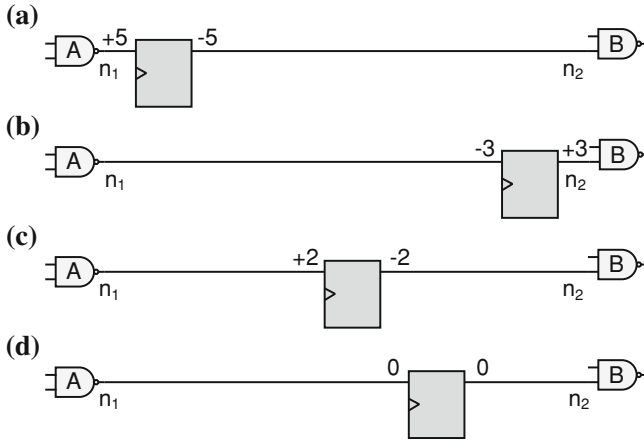 (a)
A +5 -5 B
n1 n2
(b)
A -3 +3 B
n1 n2
(c)
A +2 -2 B
n1 n2
(d)
A 0 0 B
n1 n2